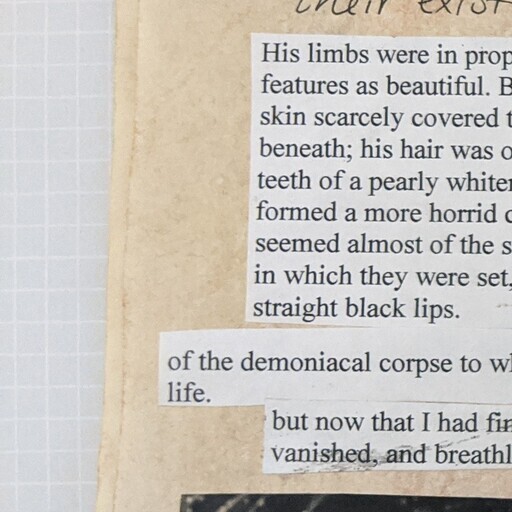 their exist
His limbs were in prop
features as beautiful. B
skin scarcely covered t
beneath; his hair was o
teeth of a pearly whiten
formed a more horrid c
seemed almost of the s
in which they were set,
straight black lips.
of the demoniacal corpse to wh
life.
but now that I had fin
vanished, and breathl